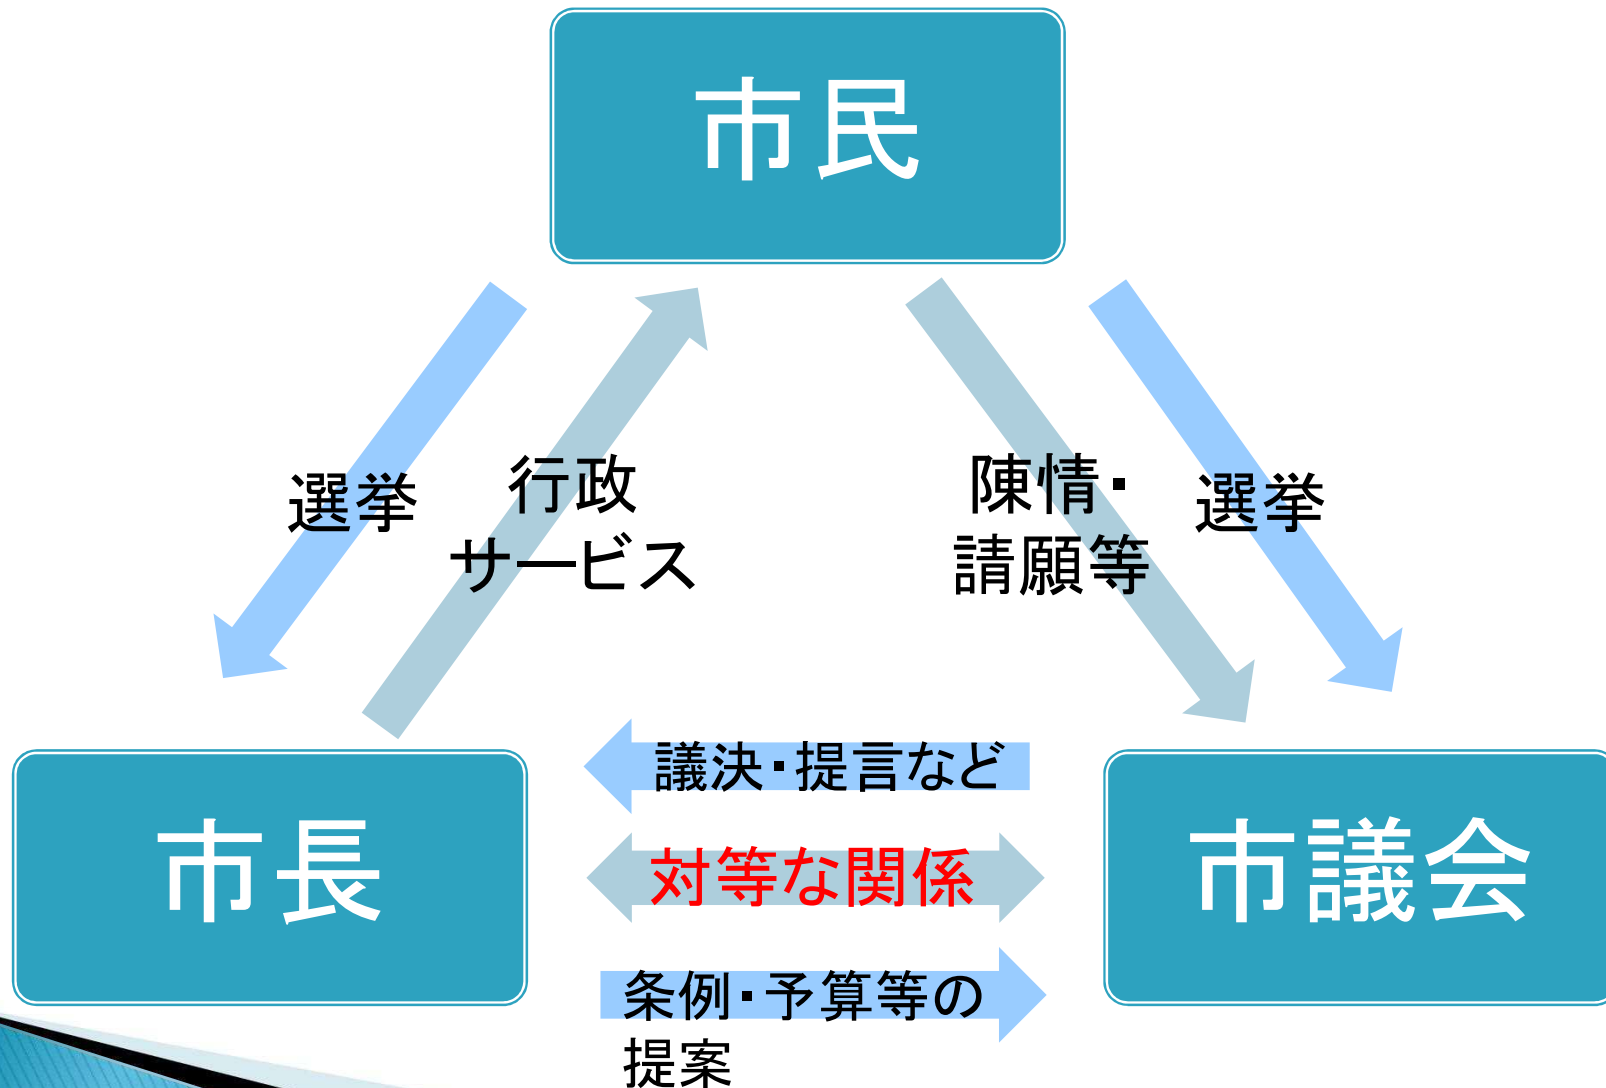 市民
選挙
行政
サービス
陳情・
請願等
選挙
議決・提言など
市長
対等な関係
市議会
条例・予算等の
提案